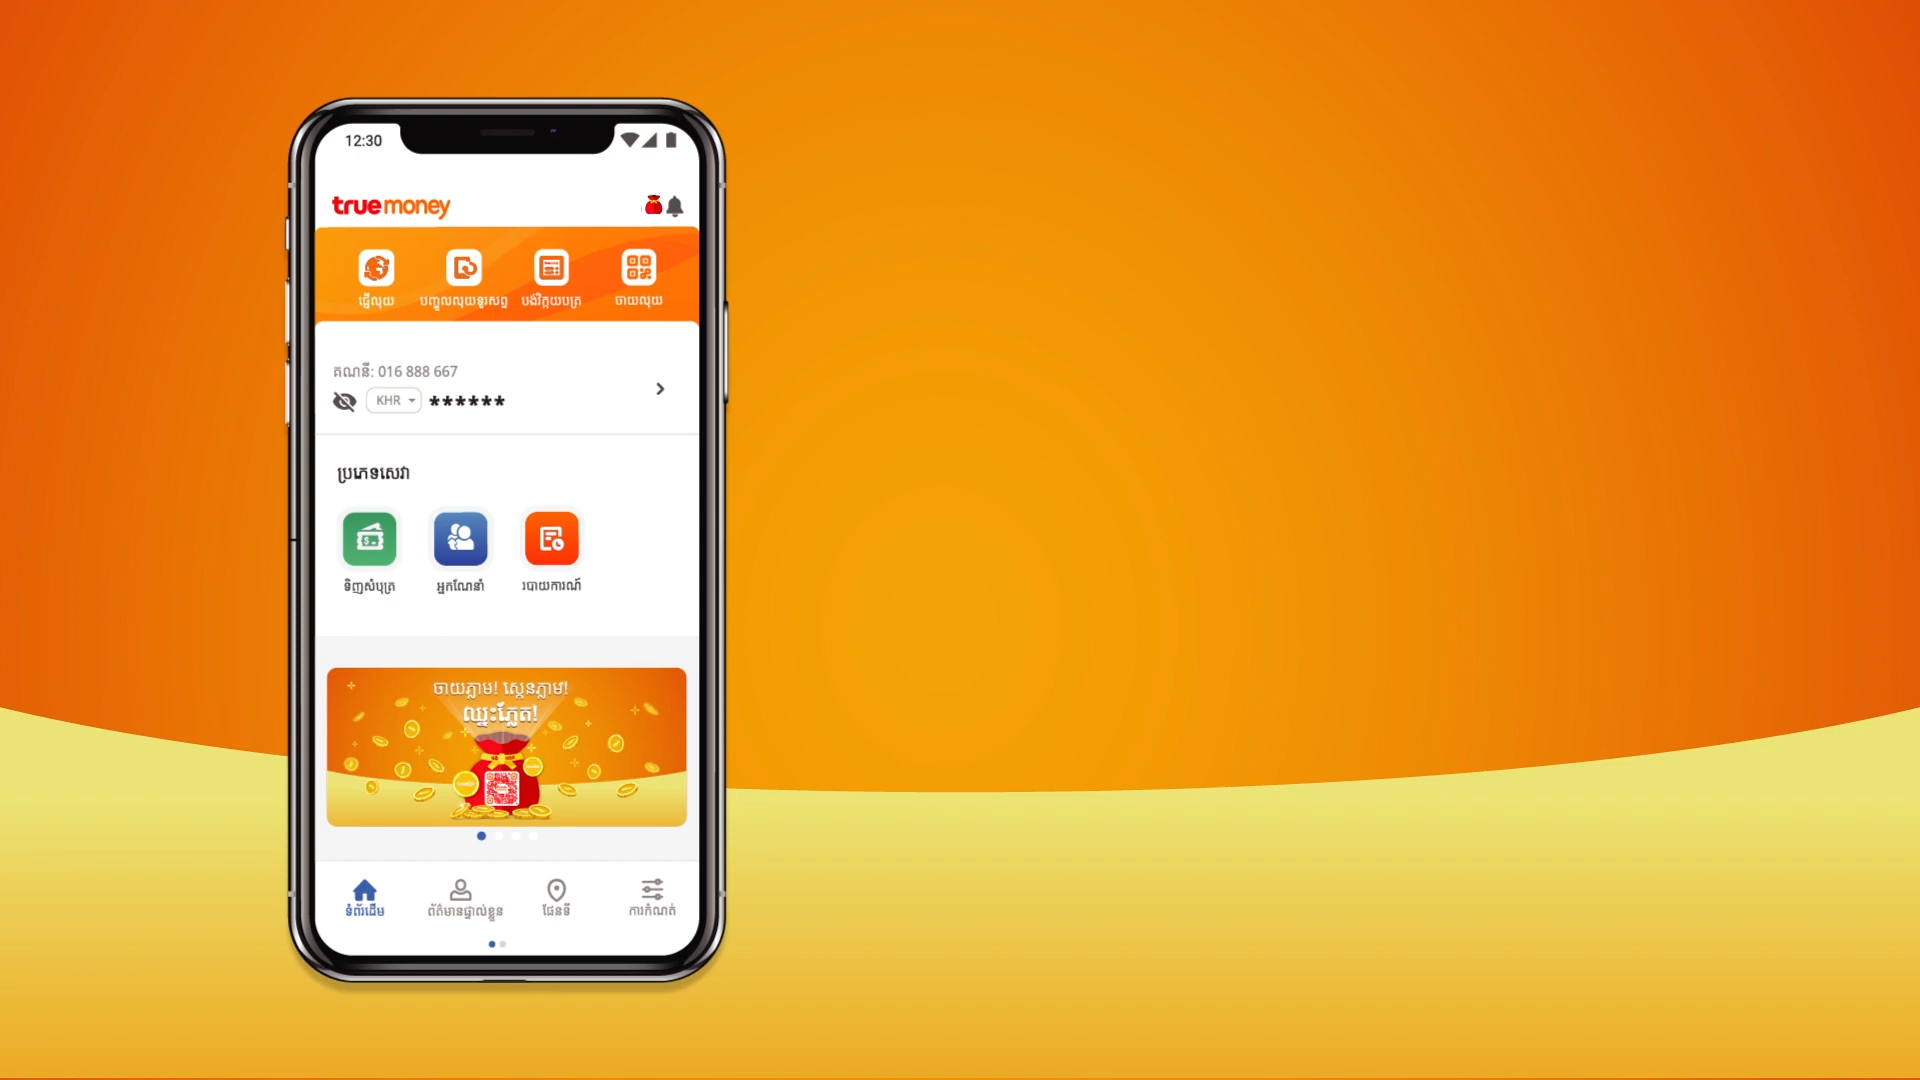 12:30
truemoney
ផ្ញើលុយ
បញ្ចូលលុយទូរសព្ទ
បង់វិក្កយបត្រ
ចាយលុយ
គណនី: 016 888 667
KHR ******
ប្រភេទសេវា
ទិញសំបុត្រ
អ្នកណែនាំ
របាយការណ៍
ចាយភ្លាម! ស្កេនភ្លាម!
ឈ្នះភ្លែត!
ទំព័រដើម
ព័ត៌មានផ្ទាល់ខ្លួន
ផែនទី
ការកំណត់